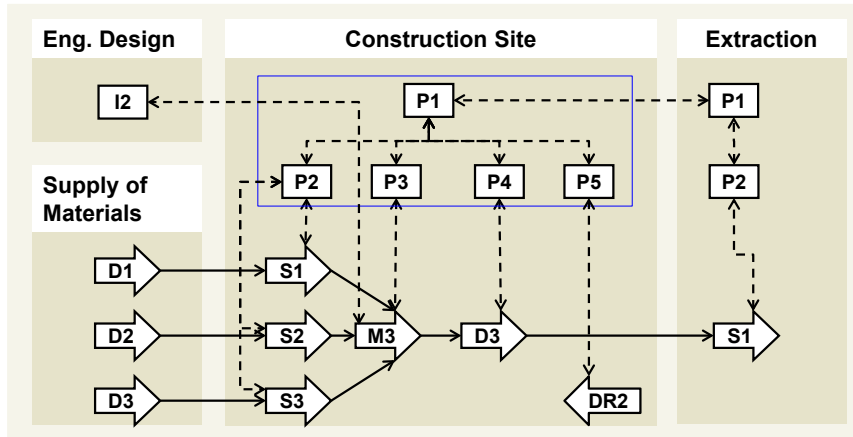 Eng. Design
Construction Site
Extraction
I2
P1
P1
P2
P3
P4
P5
P2
Supply of
Materials
D1
S1
D2
S2
M3
D3
S1
D3
S3
DR2